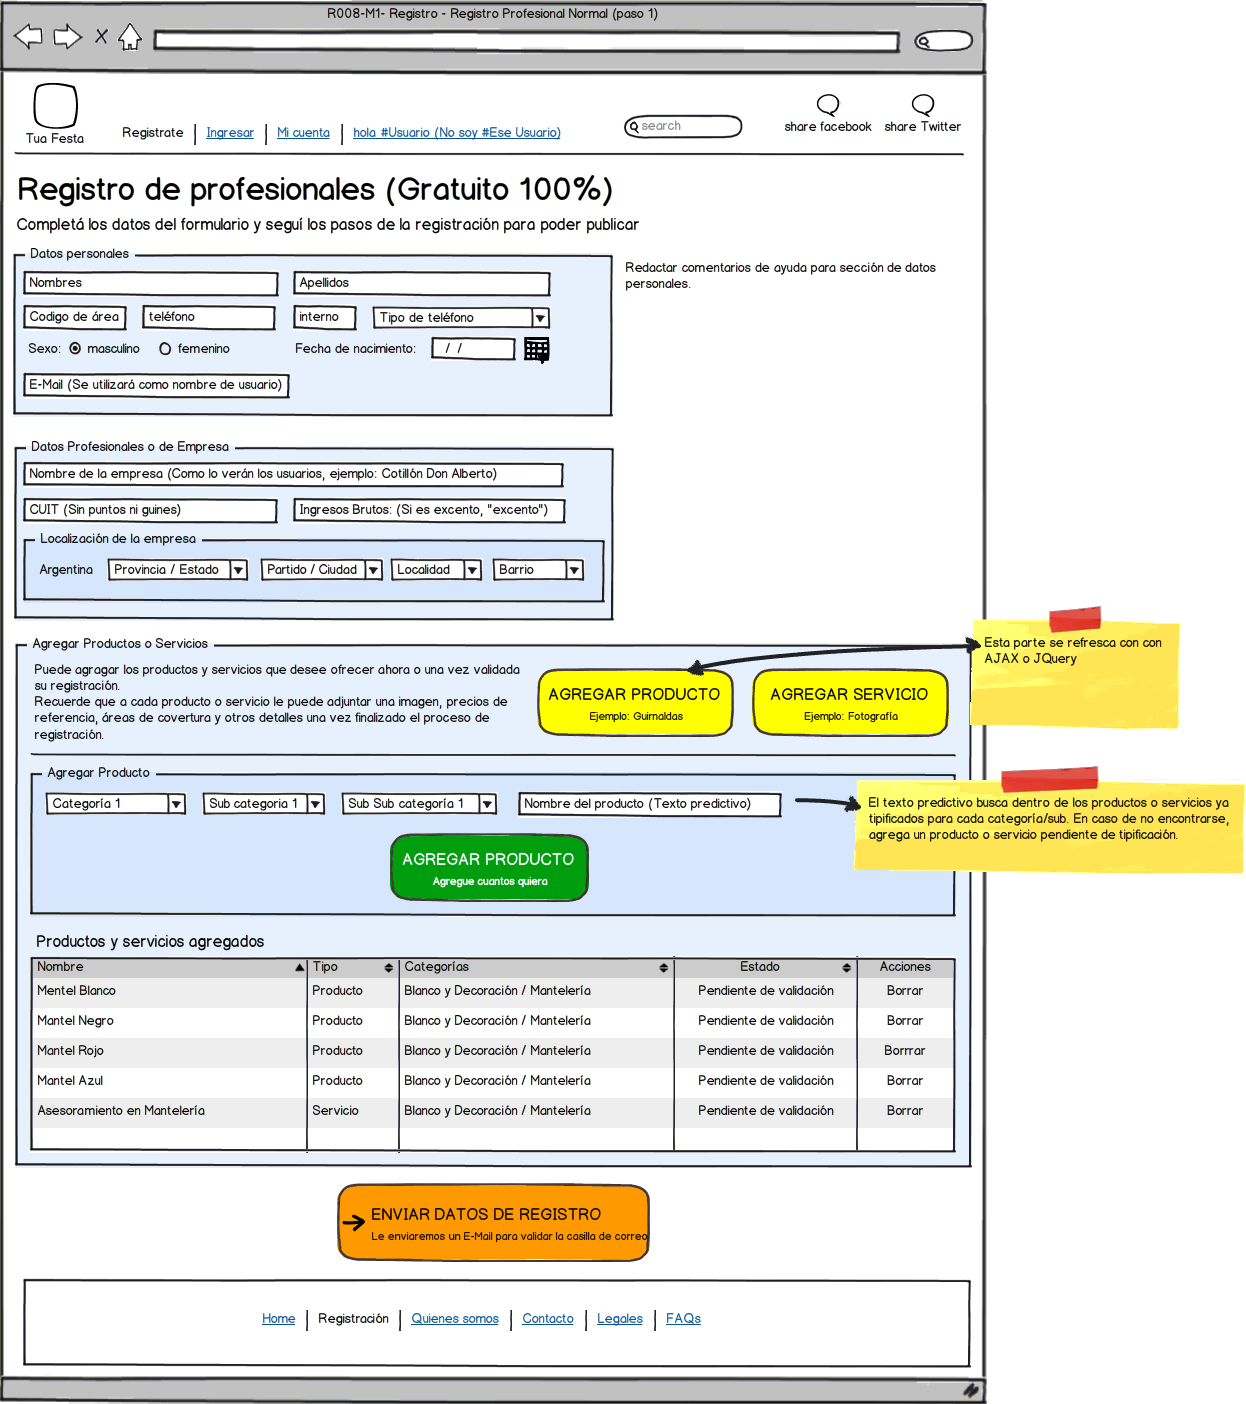 R008-M1- Registro - Registro Profesional Normal (paso 1)
Tua Festa
Registrate
Ingresar
Mi cuenta
hola #Usuario (No soy #Ese Usuario)
search
share facebook
share Twitter
Registro de profesionales (Gratuito 100%)
Completá los datos del formulario y seguí los pasos de la registración para poder publicar
Datos personales
Nombres
Apellidos
Codigo de área
teléfono
interno
Tipo de teléfono
Sexo:
masculino
femenino
Fecha de nacimiento:
/ /
E-Mail (Se utilizará como nombre de usuario)
Redactar comentarios de ayuda para sección de datos
personales.
Datos Profesionales o de Empresa
Nombre de la empresa (Como lo verán los usuarios, ejemplo: Cotillón Don Alberto)
CUIT (Sin puntos ni guines)
Ingresos Brutos: (Si es excento, "excento")
Localización de la empresa
Argentina
Provincia / Estado
Partido / Ciudad
Localidad
Barrio
Agregar Productos o Servicios
Puede agragar los productos y servicios que desee ofrecer ahora o una vez validada
su registración.
Recuerde que a cada producto o servicio le puede adjuntar una imagen, precios de
referencia, áreas de covertura y otros detalles una vez finalizado el proceso de
registración.
AGREGAR PRODUCTO
Ejemplo: Guirnaldas
AGREGAR SERVICIO
Ejemplo: Fotografía
Esta parte se refresca con con
AJAX o JQuery
Agregar Producto
Categoría 1
Sub categoria 1
Sub Sub categoría 1
Nombre del producto (Texto predictivo)
El texto predictivo busca dentro de los productos o servicios ya
tipificados para cada categoría/sub. En caso de no encontrarse,
agrega un producto o servicio pendiente de tipificación.
AGREGAR PRODUCTO
Agregue cuantos quiera
Productos y servicios agregados
Nombre Tipo Categorías Estado Acciones
Mentel Blanco Producto Blanco y Decoración / Mantelería Pendiente de validación Borrar
Mantel Negro Producto Blanco y Decoración / Mantelería Pendiente de validación Borrar
Mantel Rojo Producto Blanco y Decoración / Mantelería Pendiente de validación Borrrar
Mantel Azul Producto Blanco y Decoración / Mantelería Pendiente de validación Borrar
Asesoramiento en Mantelería Servicio Blanco y Decoración / Mantelería Pendiente de validación Borrar
ENVIAR DATOS DE REGISTRO
Le enviaremos un E-Mail para validar la casilla de correo
Home
Registración
Quienes somos
Contacto
Legales
FAQs